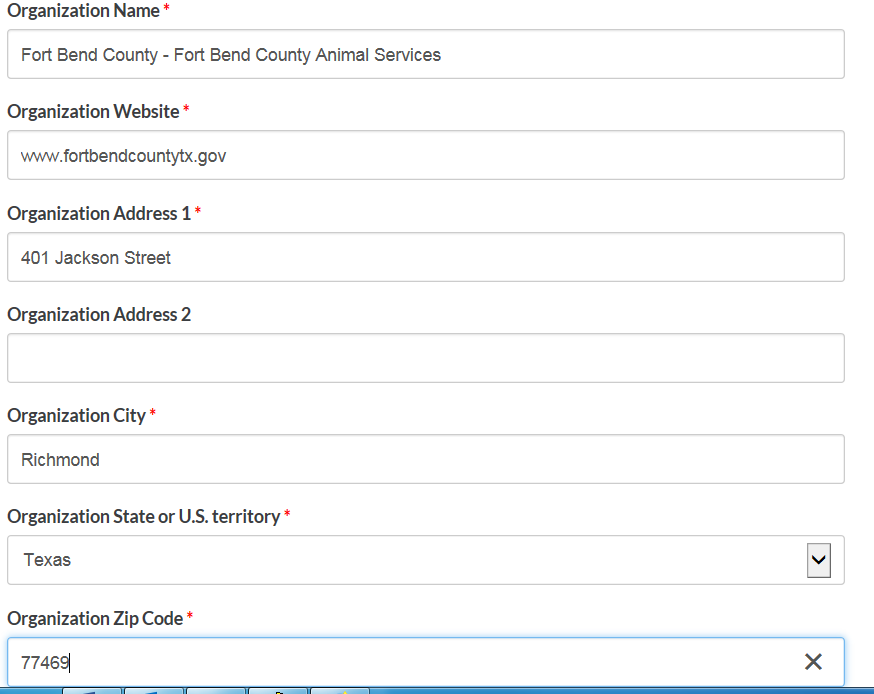 Organization Name *
Fort Bend County - Fort Bend County Animal Services
Organization Website *
www.fortbendcountytx.gov
Organization Address 1 *
401 Jackson Street
Organization Address 2
Organization City *
Richmond
Organization State or U.S. territory *
Texas
Organization Zip Code *
77469